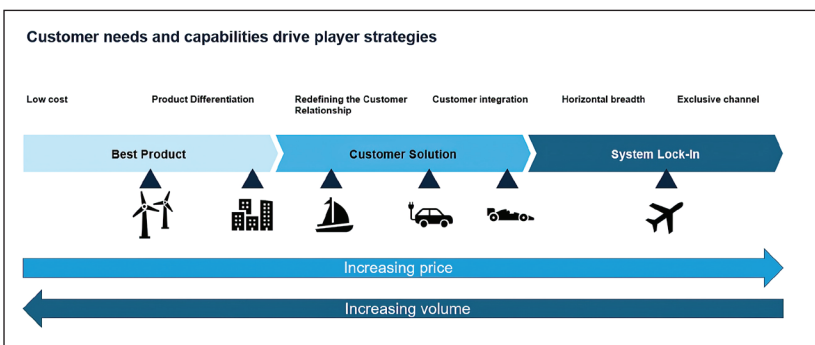 Customer needs and capabilities drive player strategies
Low cost
Product Differentiation
Redefining the Customer
Relationship
Customer integration
Horizontal breadth
Exclusive channel
Best Product
Customer Solution
System Lock-In
Increasing price
Increasing volume